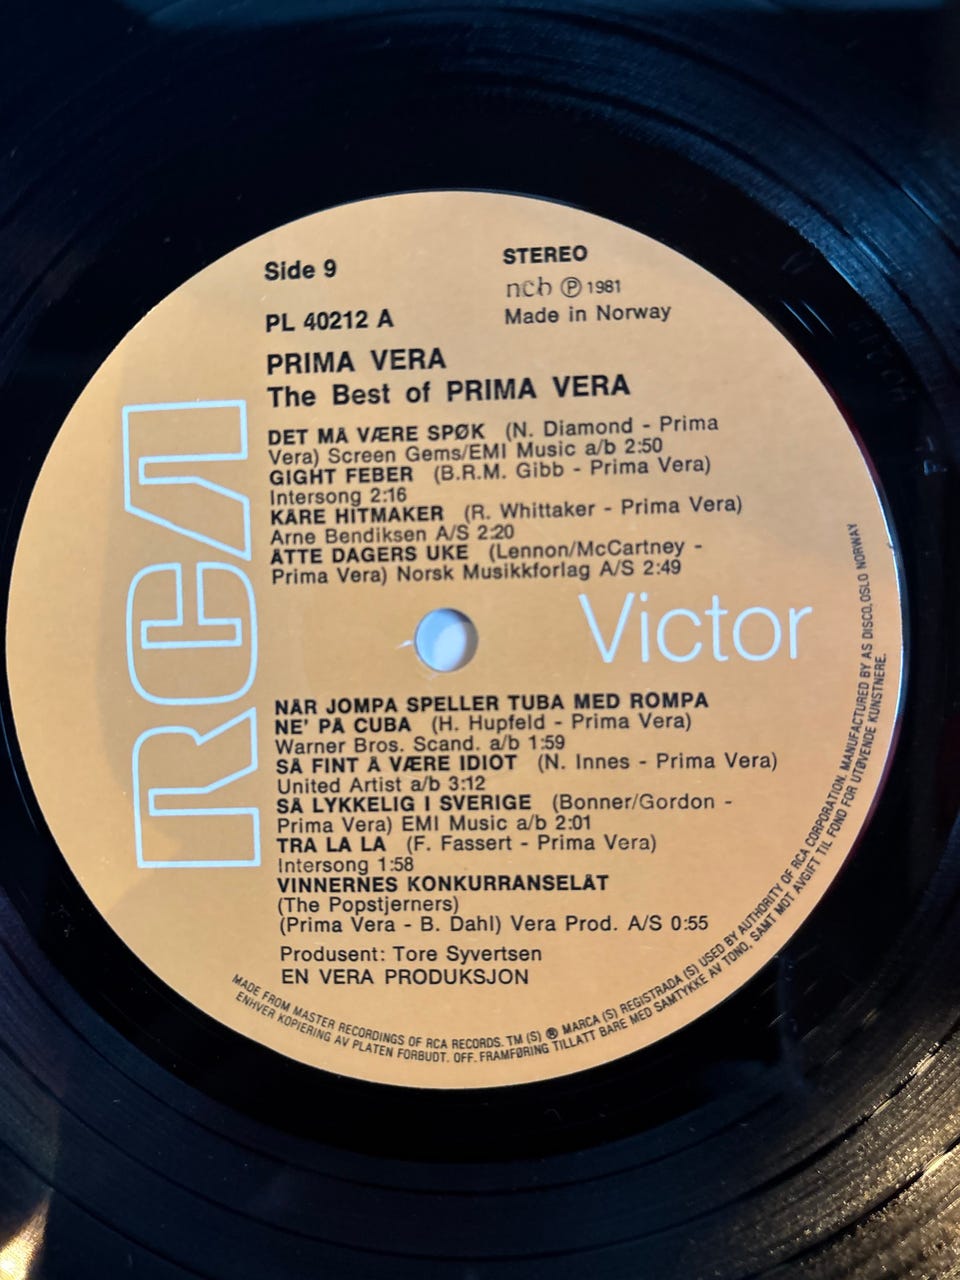 Side 9
STEREO
ncb Ⓟ 1981
PL 40212 A
Made in Norway
PRIMA VERA
The Best of PRIMA VERA
DET MÅ VÆRE SPØK (N. Diamond - Prima
Vera) Screen Gems/EMI Music a/b 2:50
GIGHT FEBER (B.R.M. Gibb - Prima Vera)
Intersong 2:16
KÄRE HITMAKER (R. Whittaker - Prima Vera)
Arne Bendiksen A/S 2:20
ÅTTE DAGERS UKE (Lennon/McCartney -
Prima Vera) Norsk Musikkforlag A/S 2:49
RCA
Victor
NÅR JOMPA SPELLER TUBA MED ROMPA
NE' PÅ CUBA (H. Hupfeld - Prima Vera)
Warner Bros. Scand. a/b 1:59
SÅ FINT Å VÆRE IDIOT (N. Innes - Prima Vera)
United Artist a/b 3:12
SÅ LYKKELIG I SVERIGE (Bonner/Gordon -
Prima Vera) EMI Music a/b 2:01
TRA LA LA (F. Fassert - Prima Vera)
Intersong 1:58
VINNERNES KONKURRANSELÅT
(The Popstjerners)
(Prima Vera - B. Dahl) Vera Prod. A/S 0:55
Produsent: Tore Syvertsen
EN VERA PRODUKSJON
MADE FROM MASTER RECORDINGS OF RCA RECORDS. TM (S) ® MARCA (S) REGISTRADA (S) USED BY AUTHORITY OF RCA CORPORATION. MANUFACTURED BY AS DISCO, OSLO NORWAY
ENHVER KOPIERING AV PLATEN FORBUDT. OFF. FRAMFØRING TILLATT BARE MED SAMTYKKE AV TONO, SAMT MOT AVGIFT TIL FOND FOR UTØVENDE KUNSTNERE.